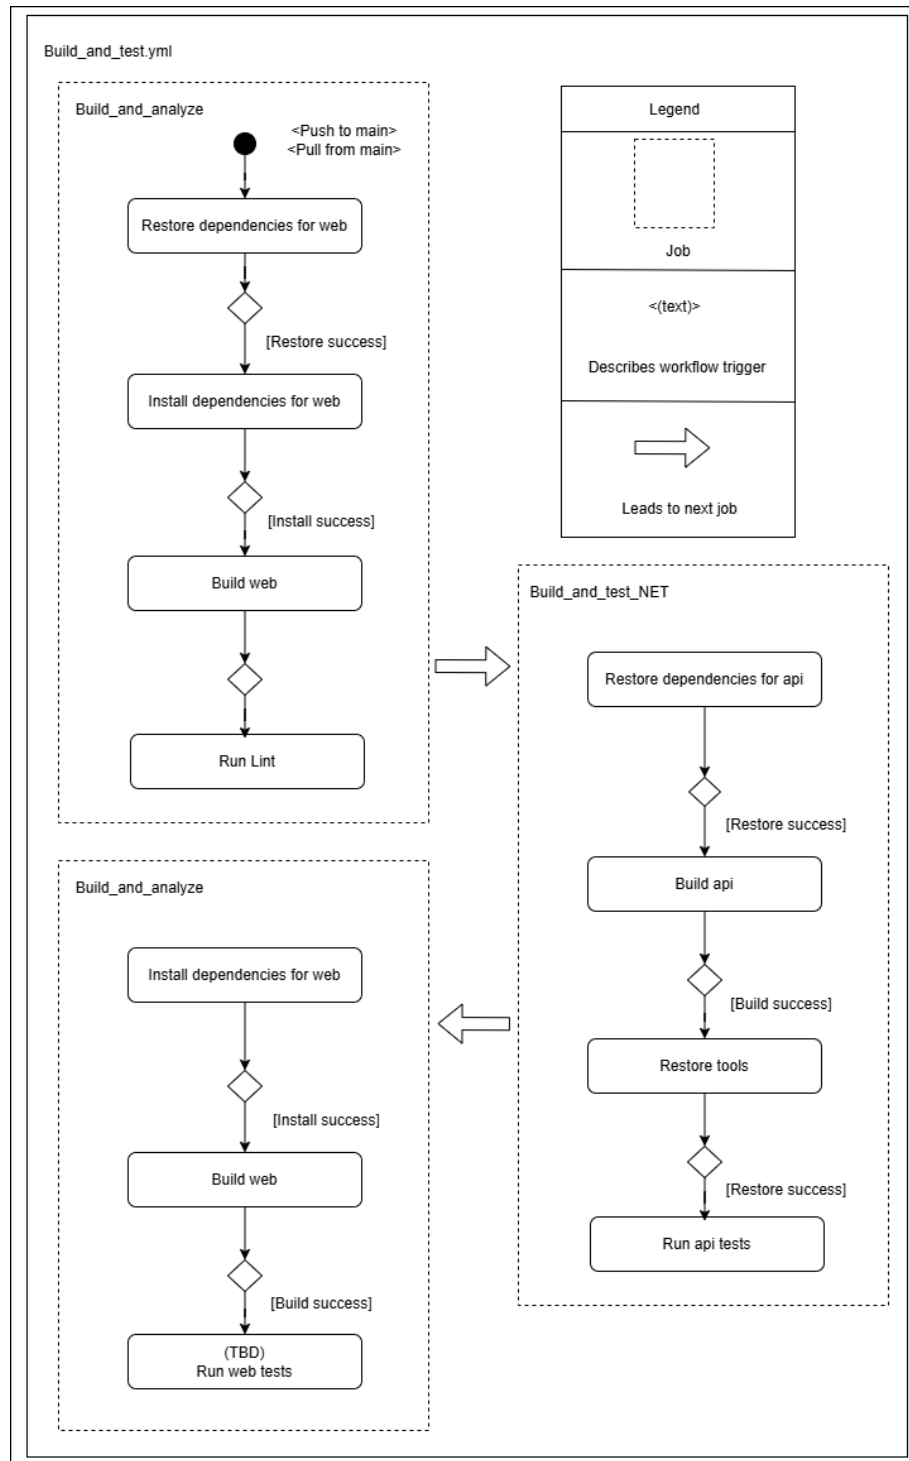 Build_and_test.yml
Build_and_analyze
<Push to main>
<Pull from main>
Restore dependencies for web
[Restore success]
Install dependencies for web
[Install success]
Build web
Run Lint
Legend
Job
<(text)>
Describes workflow trigger
Leads to next job
Build_and_test_NET
Restore dependencies for api
[Restore success]
Build api
[Build success]
Restore tools
[Restore success]
Run api tests
Build_and_analyze
Install dependencies for web
[Install success]
Build web
[Build success]
(TBD)
Run web tests